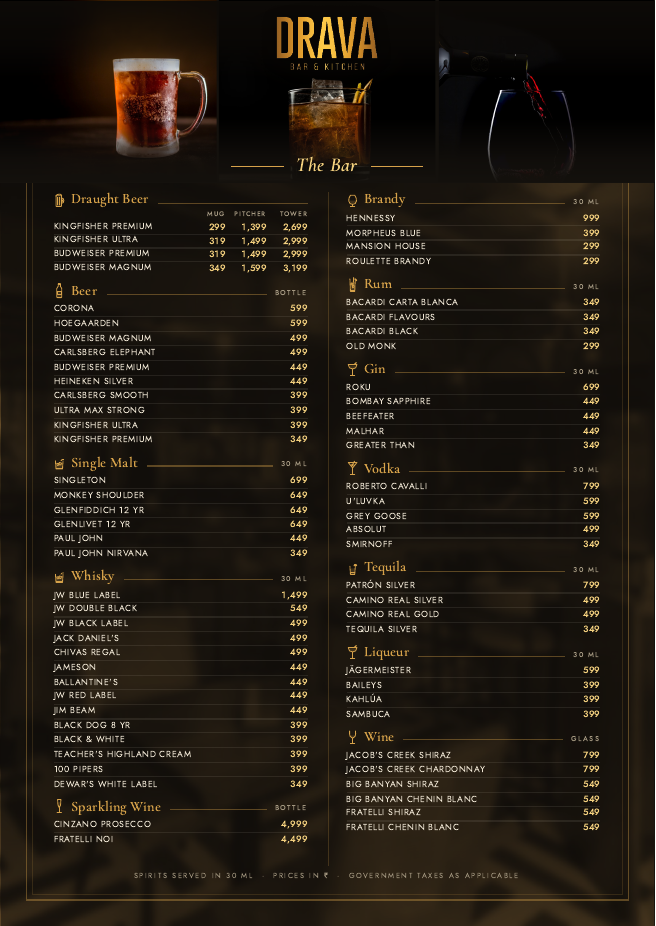 DRAVA
BAR & KITCHEN
The Bar
Draught Beer
MUG PITCHER TOWER
KINGFISHER PREMIUM 299 1,399 2,699
KINGFISHER ULTRA 319 1,499 2,999
BUDWEISER PREMIUM 319 1,499 2,999
BUDWEISER MAGNUM 349 1,599 3,199
Beer BOTTLE
CORONA 599
HOEGAARDEN 599
BUDWEISER MAGNUM 499
CARLSBERG ELEPHANT 499
BUDWEISER PREMIUM 449
HEINEKEN SILVER 449
CARLSBERG SMOOTH 399
ULTRA MAX STRONG 399
KINGFISHER ULTRA 399
KINGFISHER PREMIUM 349
Single Malt 30 ML
SINGLETON 699
MONKEY SHOULDER 649
GLENFIDDICH 12 YR 649
GLENLIVET 12 YR 649
PAUL JOHN 449
PAUL JOHN NIRVANA 349
Whisky 30 ML
JW BLUE LABEL 1,499
JW DOUBLE BLACK 549
JW BLACK LABEL 499
JACK DANIEL'S 499
CHIVAS REGAL 499
JAMESON 449
BALLANTINE'S 449
JW RED LABEL 449
JIM BEAM 449
BLACK DOG 8 YR 399
BLACK & WHITE 399
TEACHER'S HIGHLAND CREAM 399
100 PIPERS 399
DEWAR'S WHITE LABEL 349
Sparkling Wine BOTTLE
CINZANO PROSECCO 4,999
FRATELLI NOI 4,499
Brandy 30 ML
HENNESSY 999
MORPHEUS BLUE 399
MANSION HOUSE 299
ROULETTE BRANDY 299
Rum 30 ML
BACARDI CARTA BLANCA 349
BACARDI FLAVOURS 349
BACARDI BLACK 349
OLD MONK 299
Gin 30 ML
ROKU 699
BOMBAY SAPPHIRE 449
BEEFEATER 449
MALHAR 449
GREATER THAN 349
Vodka 30 ML
ROBERTO CAVALLI 799
U'LUVKA 599
GREY GOOSE 599
ABSOLUT 499
SMIRNOFF 349
Tequila 30 ML
PATRÓN SILVER 799
CAMINO REAL SILVER 499
CAMINO REAL GOLD 499
TEQUILA SILVER 349
Liqueur 30 ML
JÄGERMEISTER 599
BAILEYS 399
KAHLÚA 399
SAMBUCA 399
Wine GLASS
JACOB'S CREEK SHIRAZ 799
JACOB'S CREEK CHARDONNAY 799
BIG BANYAN SHIRAZ 549
BIG BANYAN CHENIN BLANC 549
FRATELLI SHIRAZ 549
FRATELLI CHENIN BLANC 549
SPIRITS SERVED IN 30 ML · PRICES IN ₹ · GOVERNMENT TAXES AS APPLICABLE